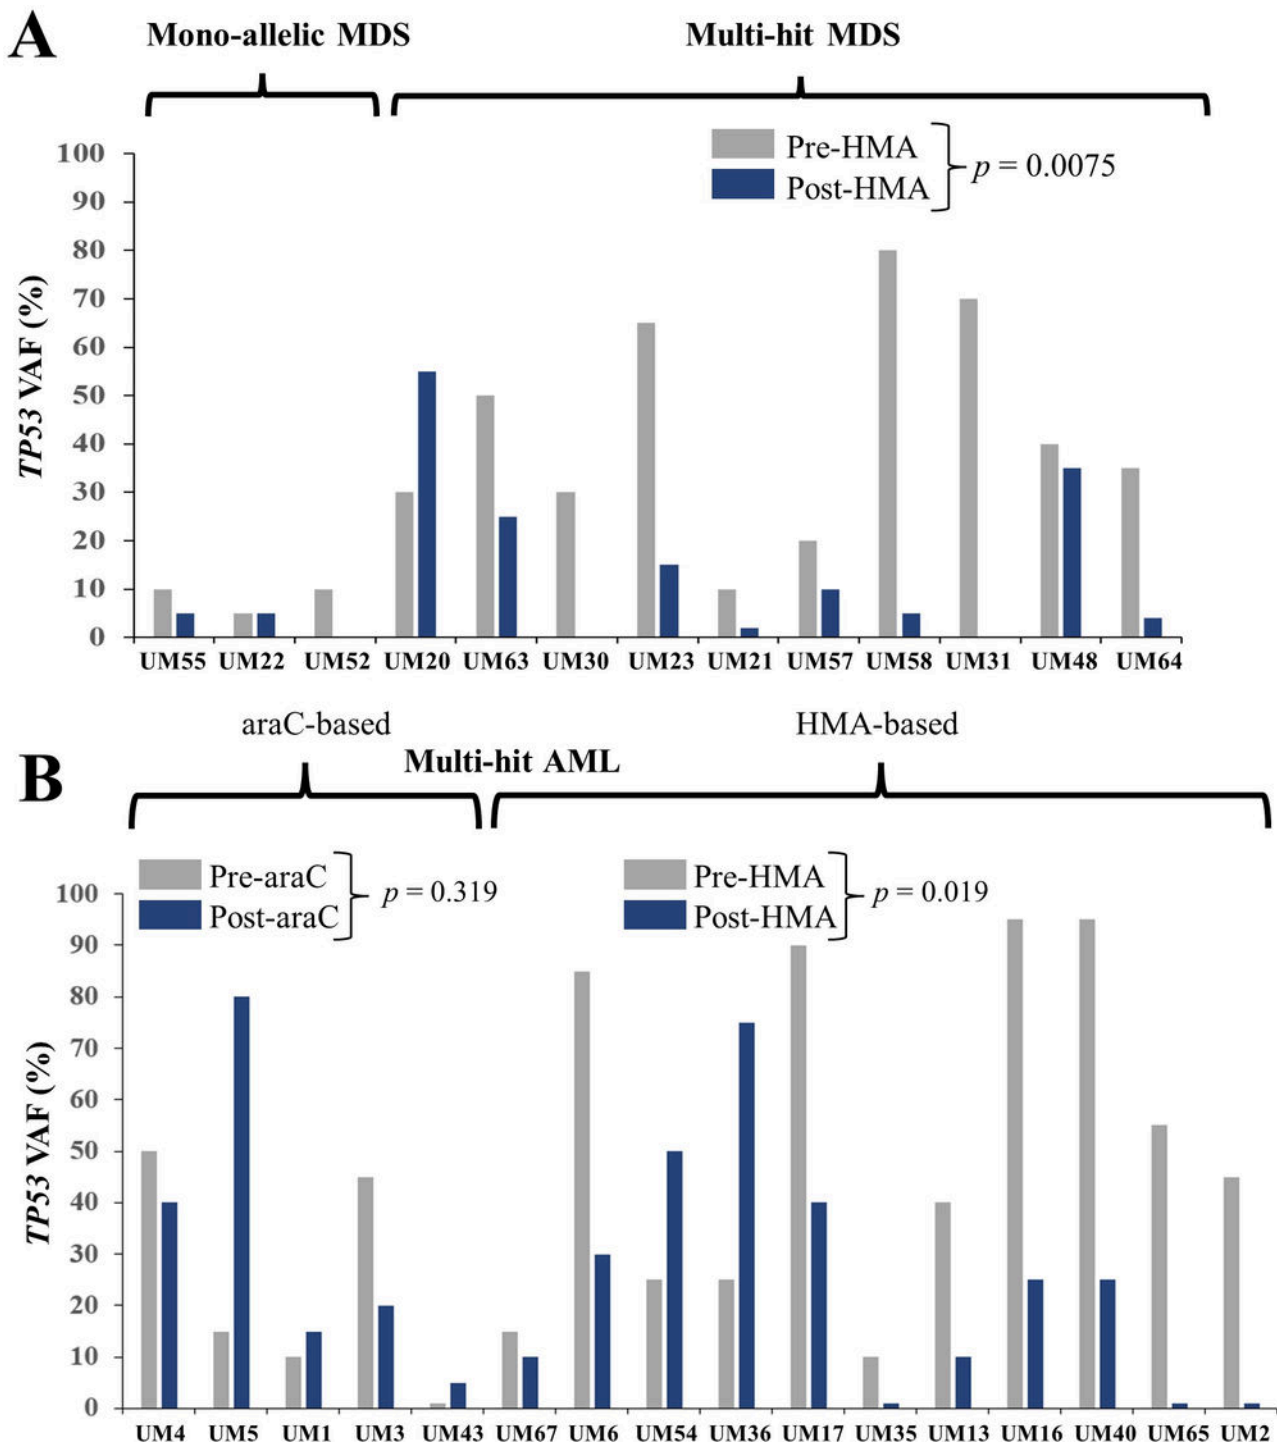 A
Mono-allelic MDS
Multi-hit MDS
Pre-HMA
Post-HMA
p = 0.0075
TP53 VAF (%)
100
90
80
70
60
50
40
30
20
10
0
UM55 UM22 UM52 UM20 UM63 UM30 UM23 UM21 UM57 UM58 UM31 UM48 UM64
B
araC-based
HMA-based
Multi-hit AML
Pre-araC
Post-araC
p = 0.319
Pre-HMA
Post-HMA
p = 0.019
TP53 VAF (%)
100
90
80
70
60
50
40
30
20
10
0
UM4 UM5 UM1 UM3 UM43 UM67 UM6 UM54 UM36 UM17 UM35 UM13 UM16 UM40 UM65 UM2